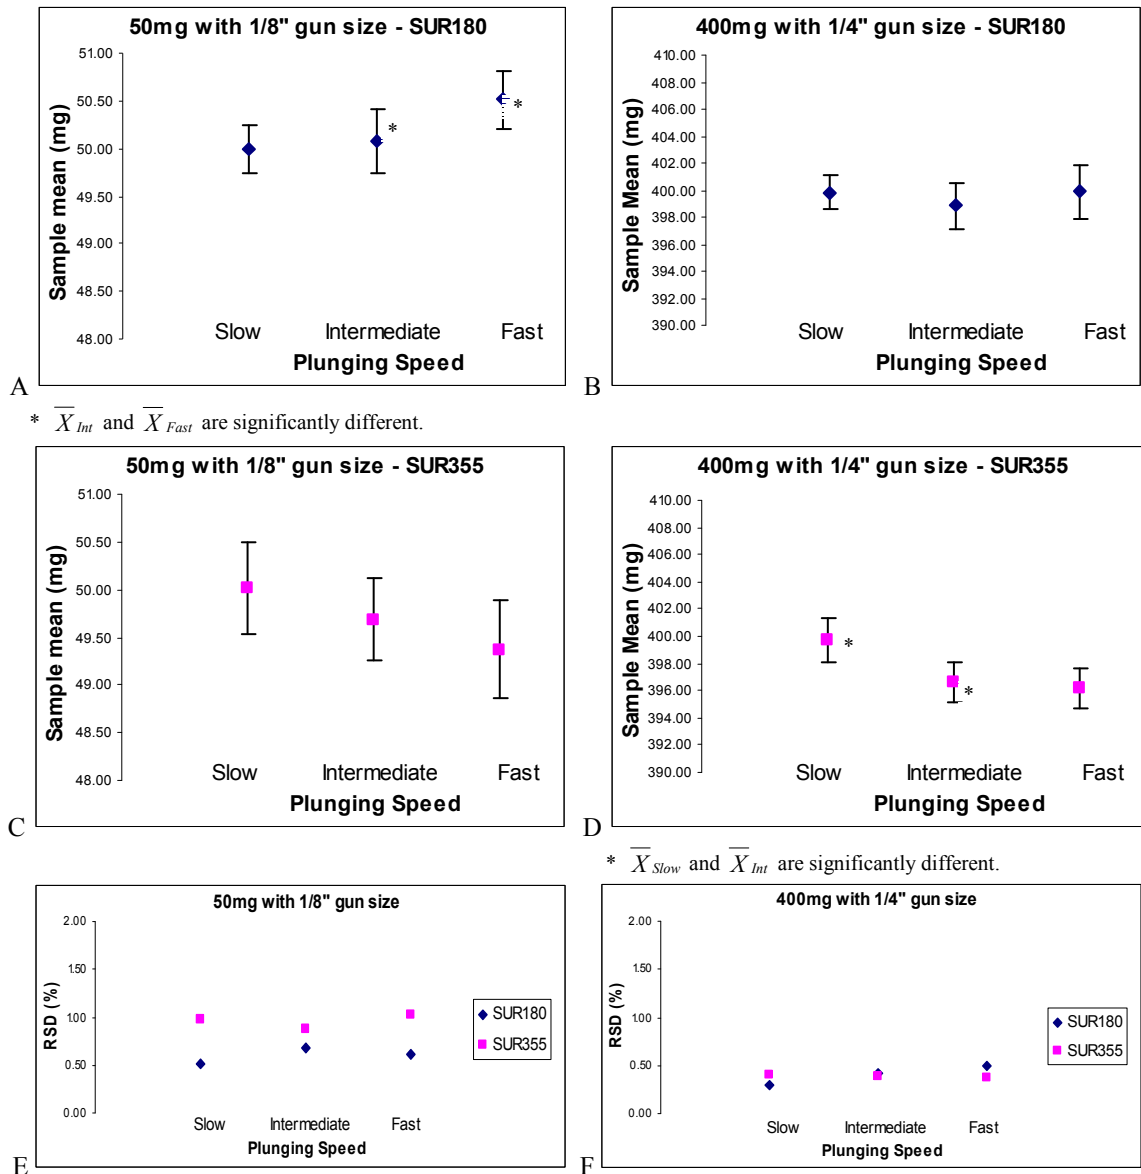 50mg with 1/8" gun size - SUR180
Sample mean (mg)
51.00
50.50
50.00
49.50
49.00
48.50
48.00
*
*
Slow Intermediate Fast
Plunging Speed
A
400mg with 1/4" gun size - SUR180
Sample Mean (mg)
410.00
408.00
406.00
404.00
402.00
400.00
398.00
396.00
394.00
392.00
390.00
Slow Intermediate Fast
Plunging Speed
B
* X̅ Int and X̅ Fast are significantly different.
50mg with 1/8" gun size - SUR355
Sample mean (mg)
51.00
50.50
50.00
49.50
49.00
48.50
48.00
Slow Intermediate Fast
Plunging Speed
C
400mg with 1/4" gun size - SUR355
Sample Mean (mg)
410.00
408.00
406.00
404.00
402.00
400.00
398.00
396.00
394.00
392.00
390.00
*
*
Slow Intermediate Fast
Plunging Speed
D
* X̅ Slow and X̅ Int are significantly different.
50mg with 1/8" gun size
RSD (%)
2.00
1.50
100
0.50
0.00
Slow Intermediate Fast
Plunging Speed
SUR180
SUR355
E
400mg with 1/4" gun size
RSD (%)
2.00
1.50
1.00
0.50
0.00
Slow Intermediate Fast
Plunging Speed
SUR180
SUR355
F